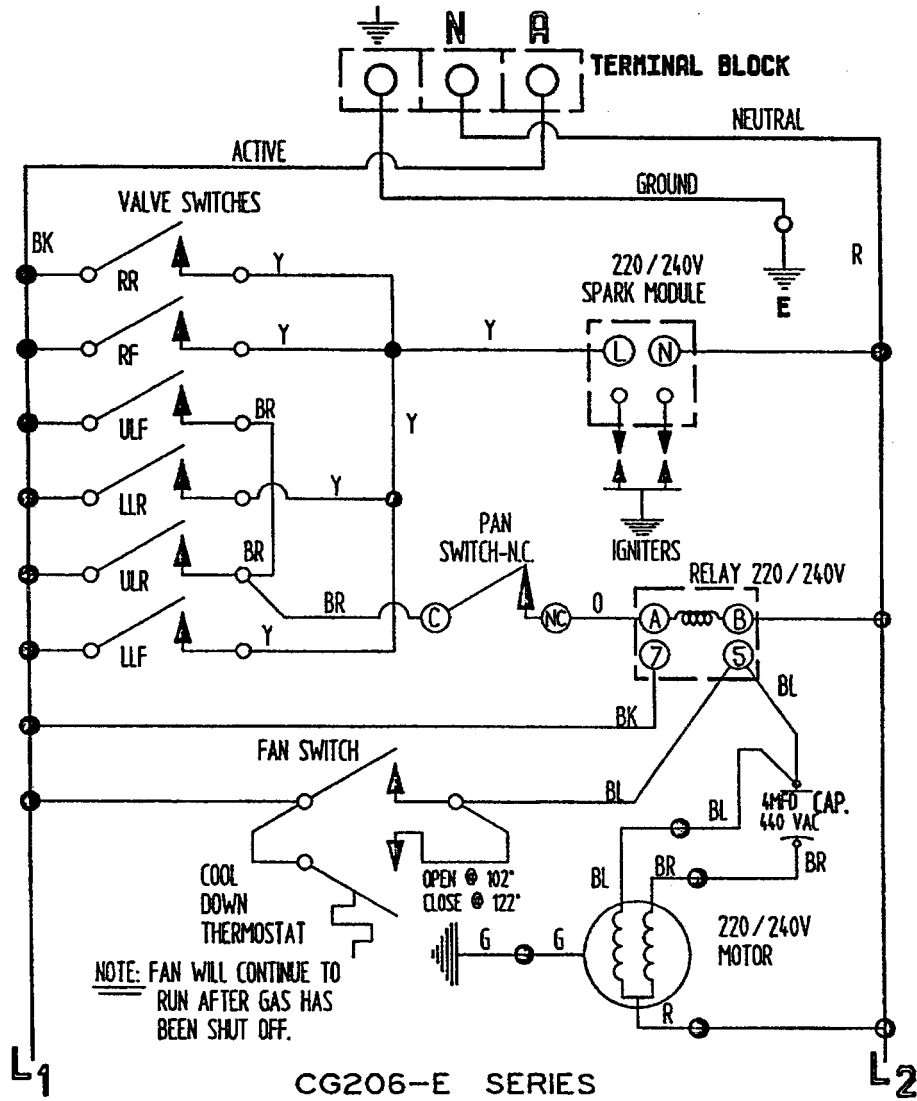 N A
TERMINAL BLOCK
NEUTRAL
ACTIVE
GROUND
VALVE SWITCHES
BK
R
RR
Y
220/240V
SPARK MODULE
E
RF
Y
Y
L N
ULF
BR
Y
LLR
Y
PAN
SWITCH-N.C.
IGNITERS
ULR
BR
BR
C
NC
O
RELAY 220/240V
A B
7 5
LLF
Y
BK
BL
FAN SWITCH
BL
BL
4MFD CAP.
440 VAC
COOL
DOWN
THERMOSTAT
OPEN @ 102°
CLOSE @ 122°
BL
BR
BR
G
G
220/240V
MOTOR
NOTE: FAN WILL CONTINUE TO
RUN AFTER GAS HAS
BEEN SHUT OFF.
R
L1
L2
CG206-E SERIES